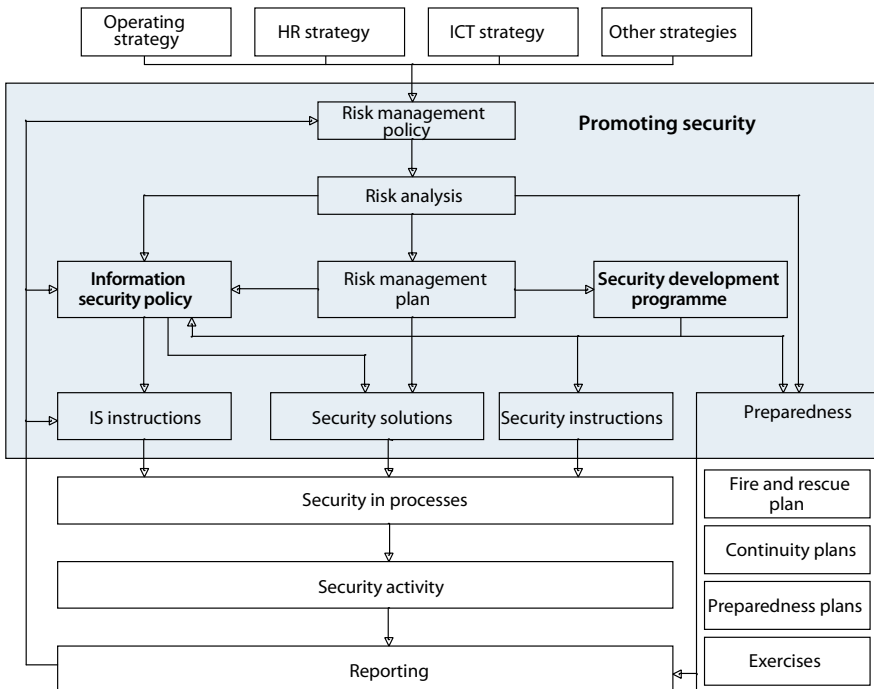 Operating
strategy
HR strategy
ICT strategy
Other strategies
Risk management
policy
Promoting security
Risk analysis
Information
security policy
Risk management
plan
Security development
programme
IS instructions
Security solutions
Security instructions
Preparedness
Security in processes
Fire and rescue
plan
Continuity plans
Security activity
Preparedness plans
Reporting
Exercises